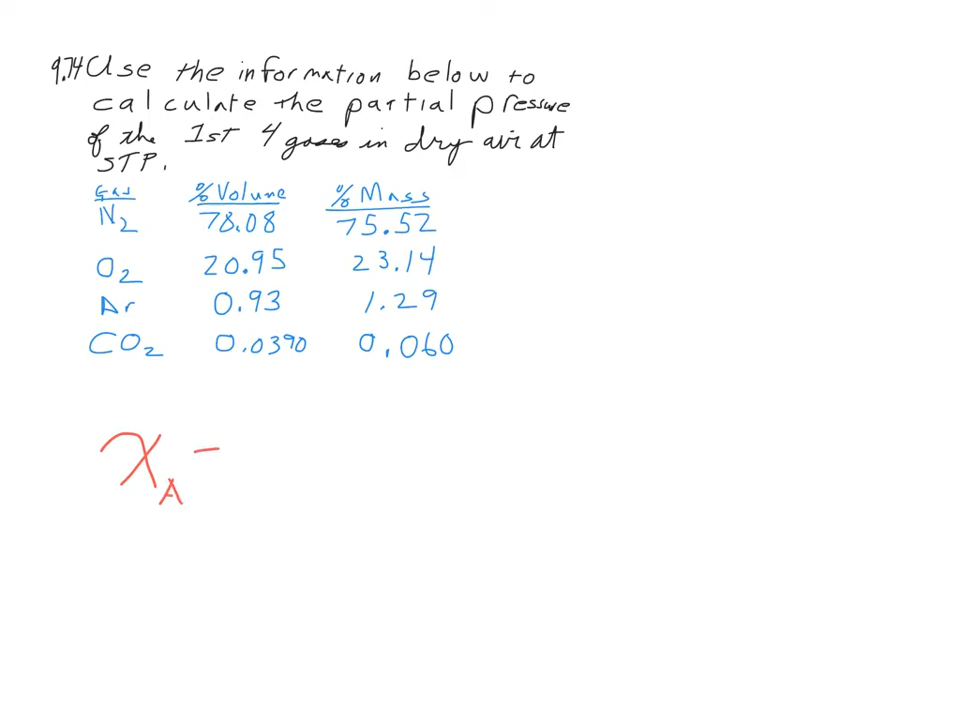 9.74 Use the information below to
calculate the partial pressure
of the 1st 4 gases in dry air at
STP.
Gas % Volume % Mass
N2 78.08 75.52
O2 20.95 23.14
Ar 0.93 1.29
CO2 0.0390 0.060
XA -